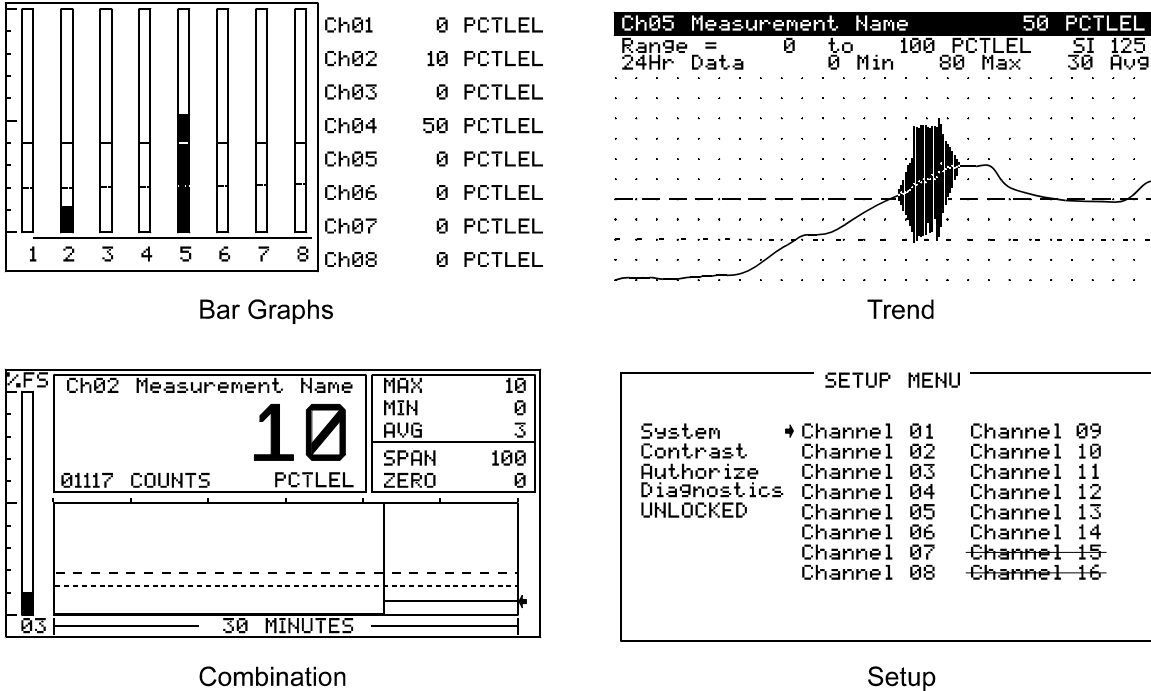 Ch01 0 PCTLEL
Ch02 10 PCTLEL
Ch03 0 PCTLEL
Ch04 50 PCTLEL
Ch05 0 PCTLEL
Ch06 0 PCTLEL
Ch07 0 PCTLEL
Ch08 0 PCTLEL
1 2 3 4 5 6 7 8
Bar Graphs
Ch05 Measurement Name 50 PCTLEL
Range = 0 to 100 PCTLEL SI 125
24Hr Data 0 Min 80 Max 30 Avg
Trend
%FS
Ch02 Measurement Name
10
01117 COUNTS PCTLEL
MAX 10
MIN 0
AVG 3
SPAN 100
ZERO 0
03
30 MINUTES
Combination
SETUP MENU
System Channel 01 Channel 09
Contrast Channel 02 Channel 10
Authorize Channel 03 Channel 11
Diagnostics Channel 04 Channel 12
UNLOCKED Channel 05 Channel 13
Channel 06 Channel 14
Channel 07 Channel 15
Channel 08 Channel 16
Setup